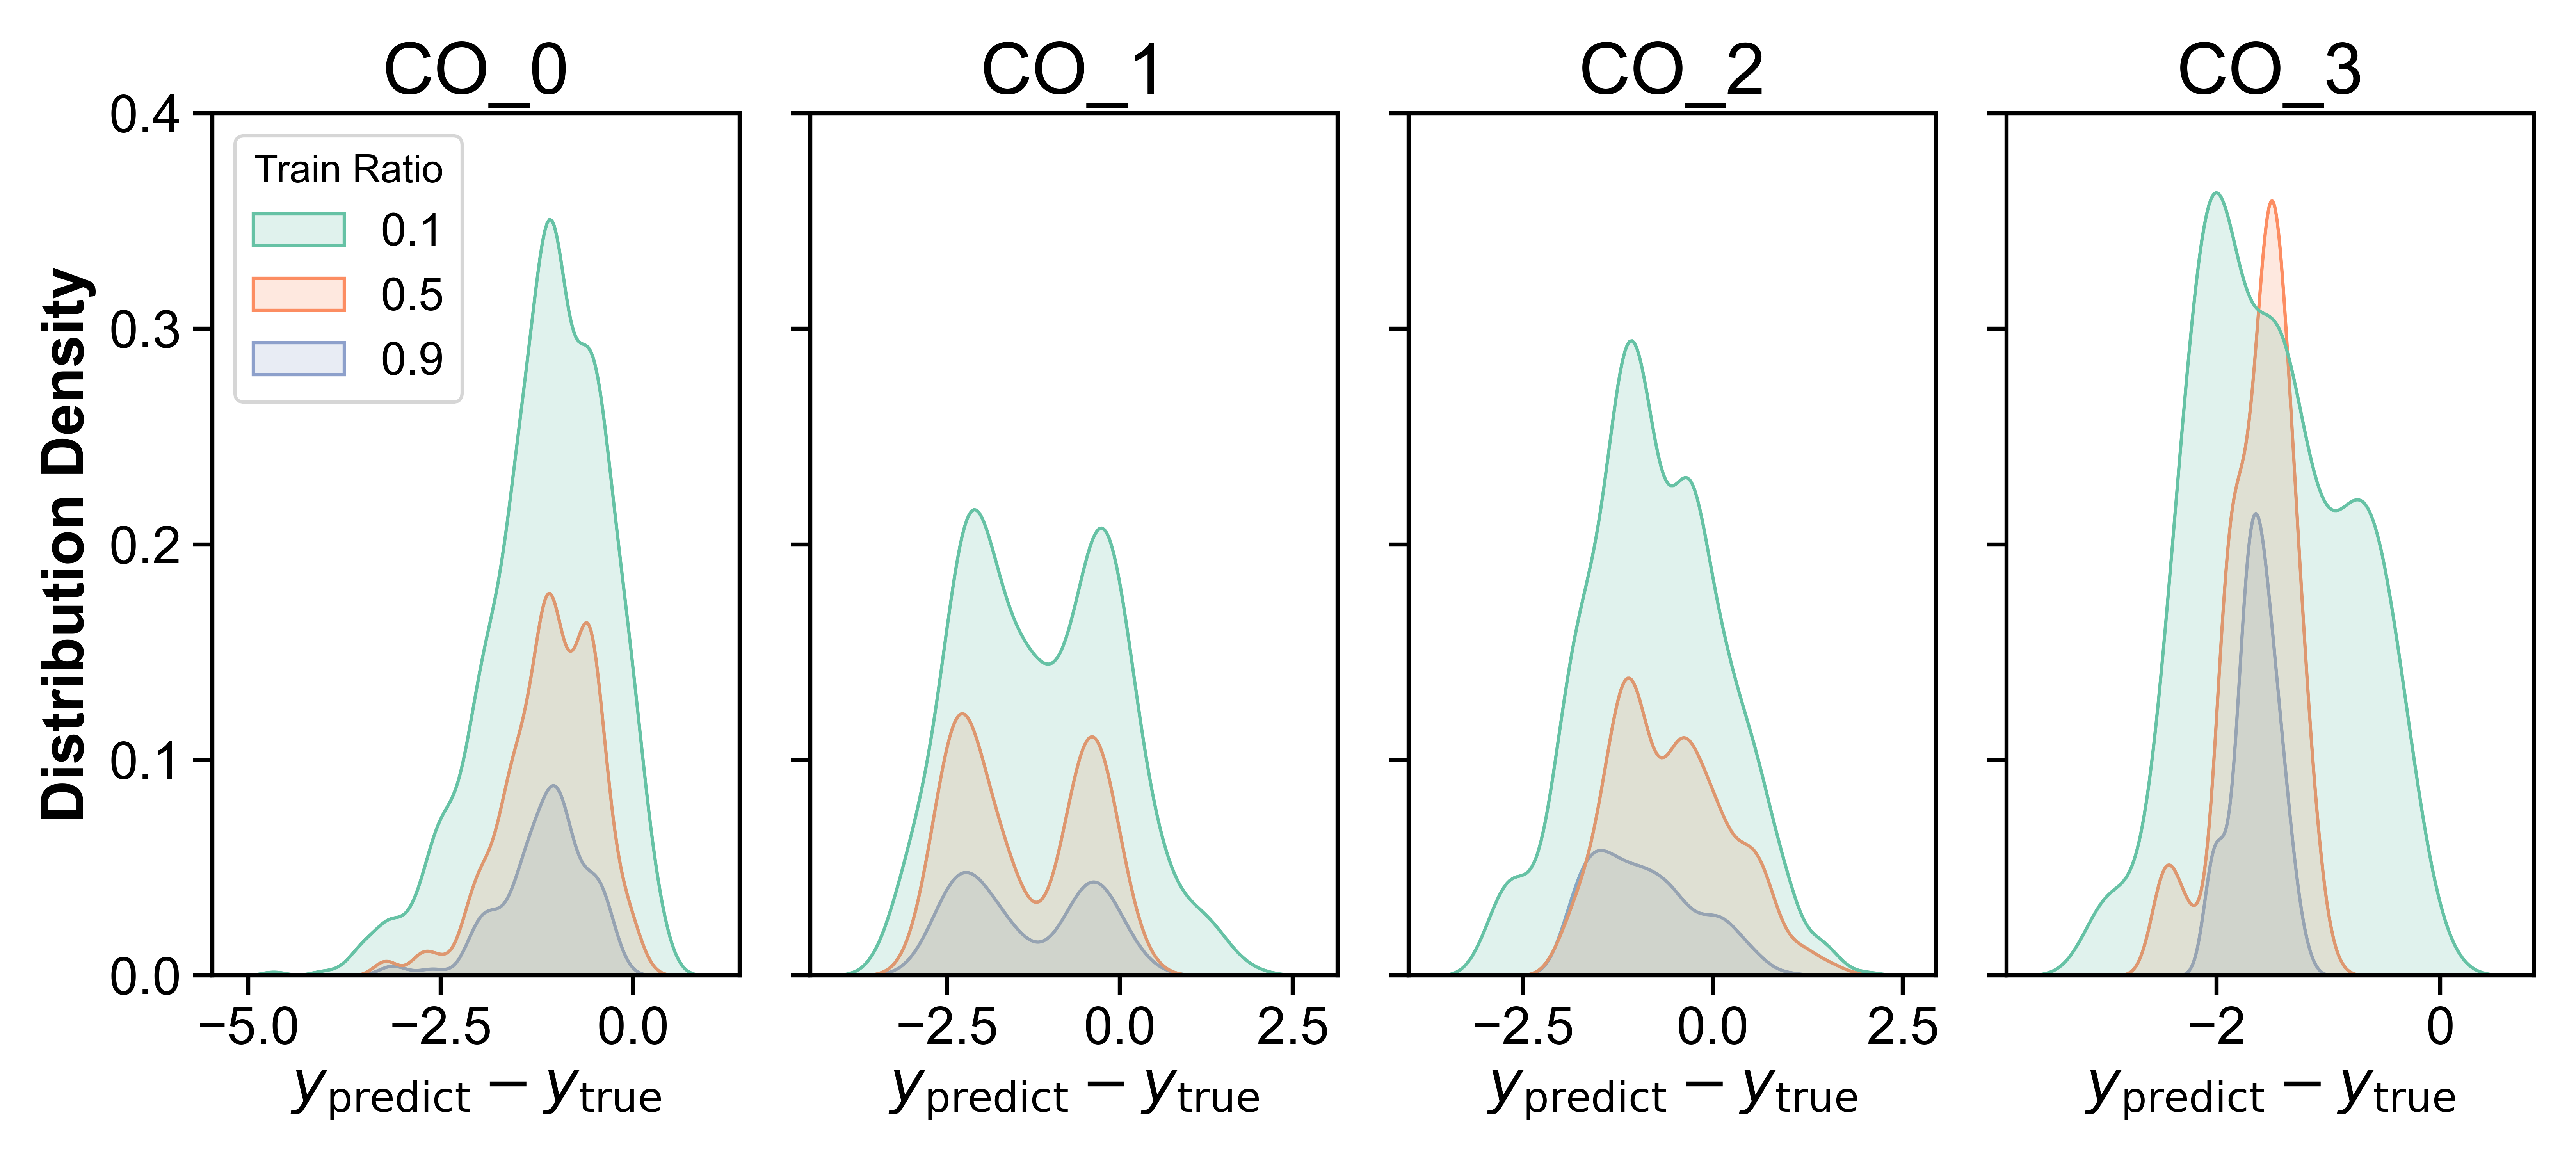 CO_0
CO_1
CO_2
CO_3
Distribution Density
0.4
0.3
0.2
0.1
0.0
Train Ratio
0.1
0.5
0.9
−5.0 −2.5 0.0
−2.5 0.0 2.5
−2.5 0.0 2.5
−2 0
y_predict − y_true
y_predict − y_true
y_predict − y_true
y_predict − y_true